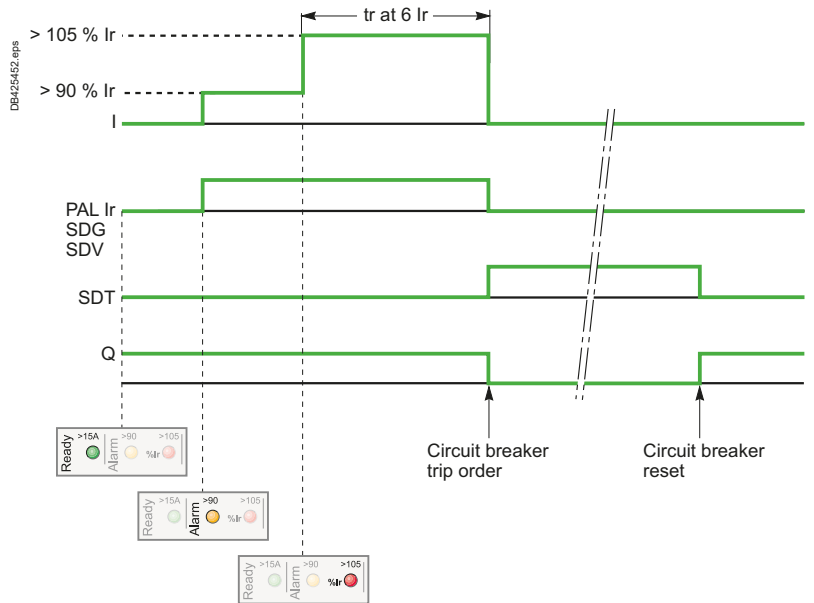 DB425452.eps
tr at 6 Ir
> 105 % Ir
> 90 % Ir
I
PAL Ir
SDG
SDV
SDT
Q
Circuit breaker
trip order
Circuit breaker
reset
Ready >15A Alarm >90 %Ir >105
Ready >15A Alarm >90 %Ir >105
Ready >15A Alarm >90 %Ir >105